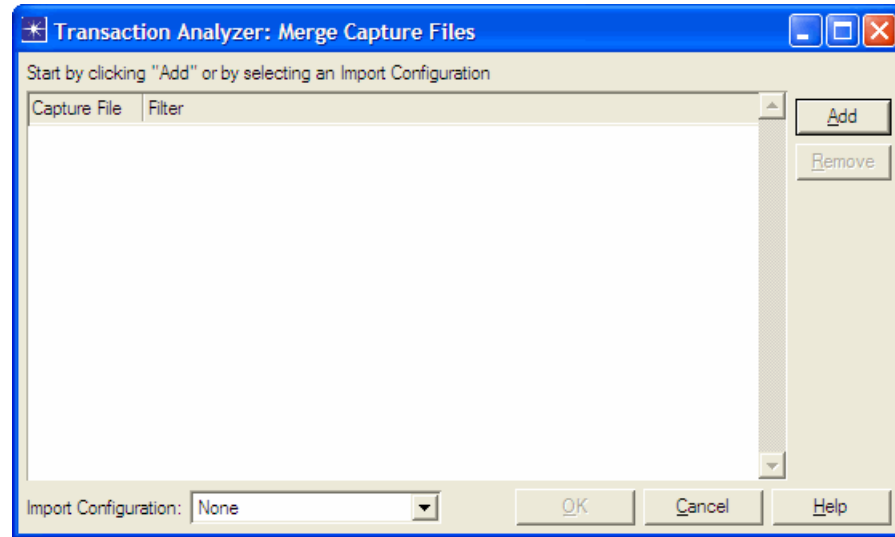 Transaction Analyzer: Merge Capture Files
Start by clicking "Add" or by selecting an Import Configuration
Capture File Filter
Add
Remove
Import Configuration: None OK Cancel Help